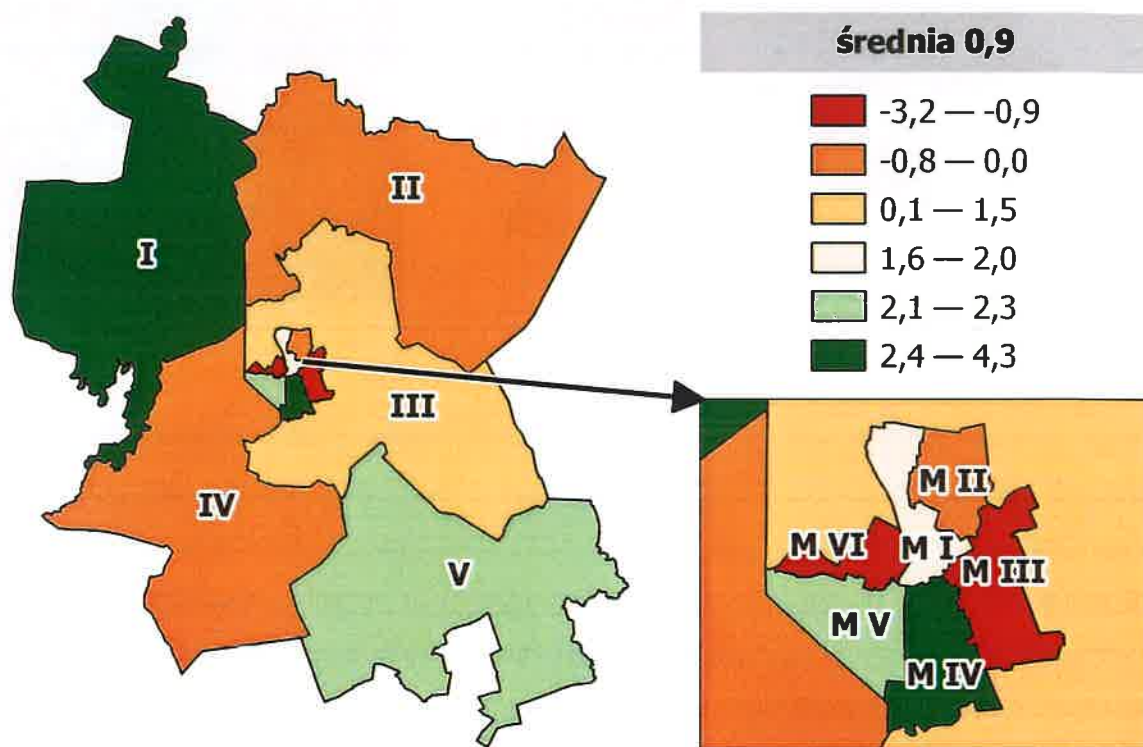 średnia 0,9
-3,2 — -0,9
-0,8 — 0,0
0,1 — 1,5
1,6 — 2,0
2,1 — 2,3
2,4 — 4,3
I
II
III
IV
V
M II
M VI
M I
M III
M V
M IV